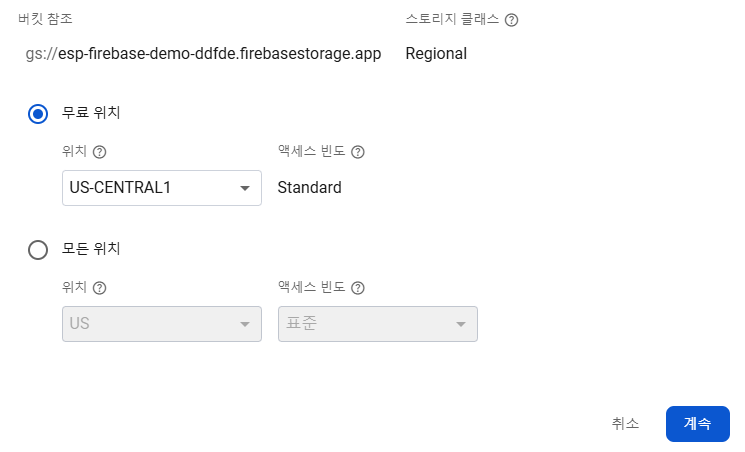 버킷 참조 스토리지 클래스
gs://esp-firebase-demo-ddfde.firebasestorage.app Regional
무료 위치
위치 액세스 빈도
US-CENTRAL1 Standard
모든 위치
위치 액세스 빈도
US 표준
취소 계속